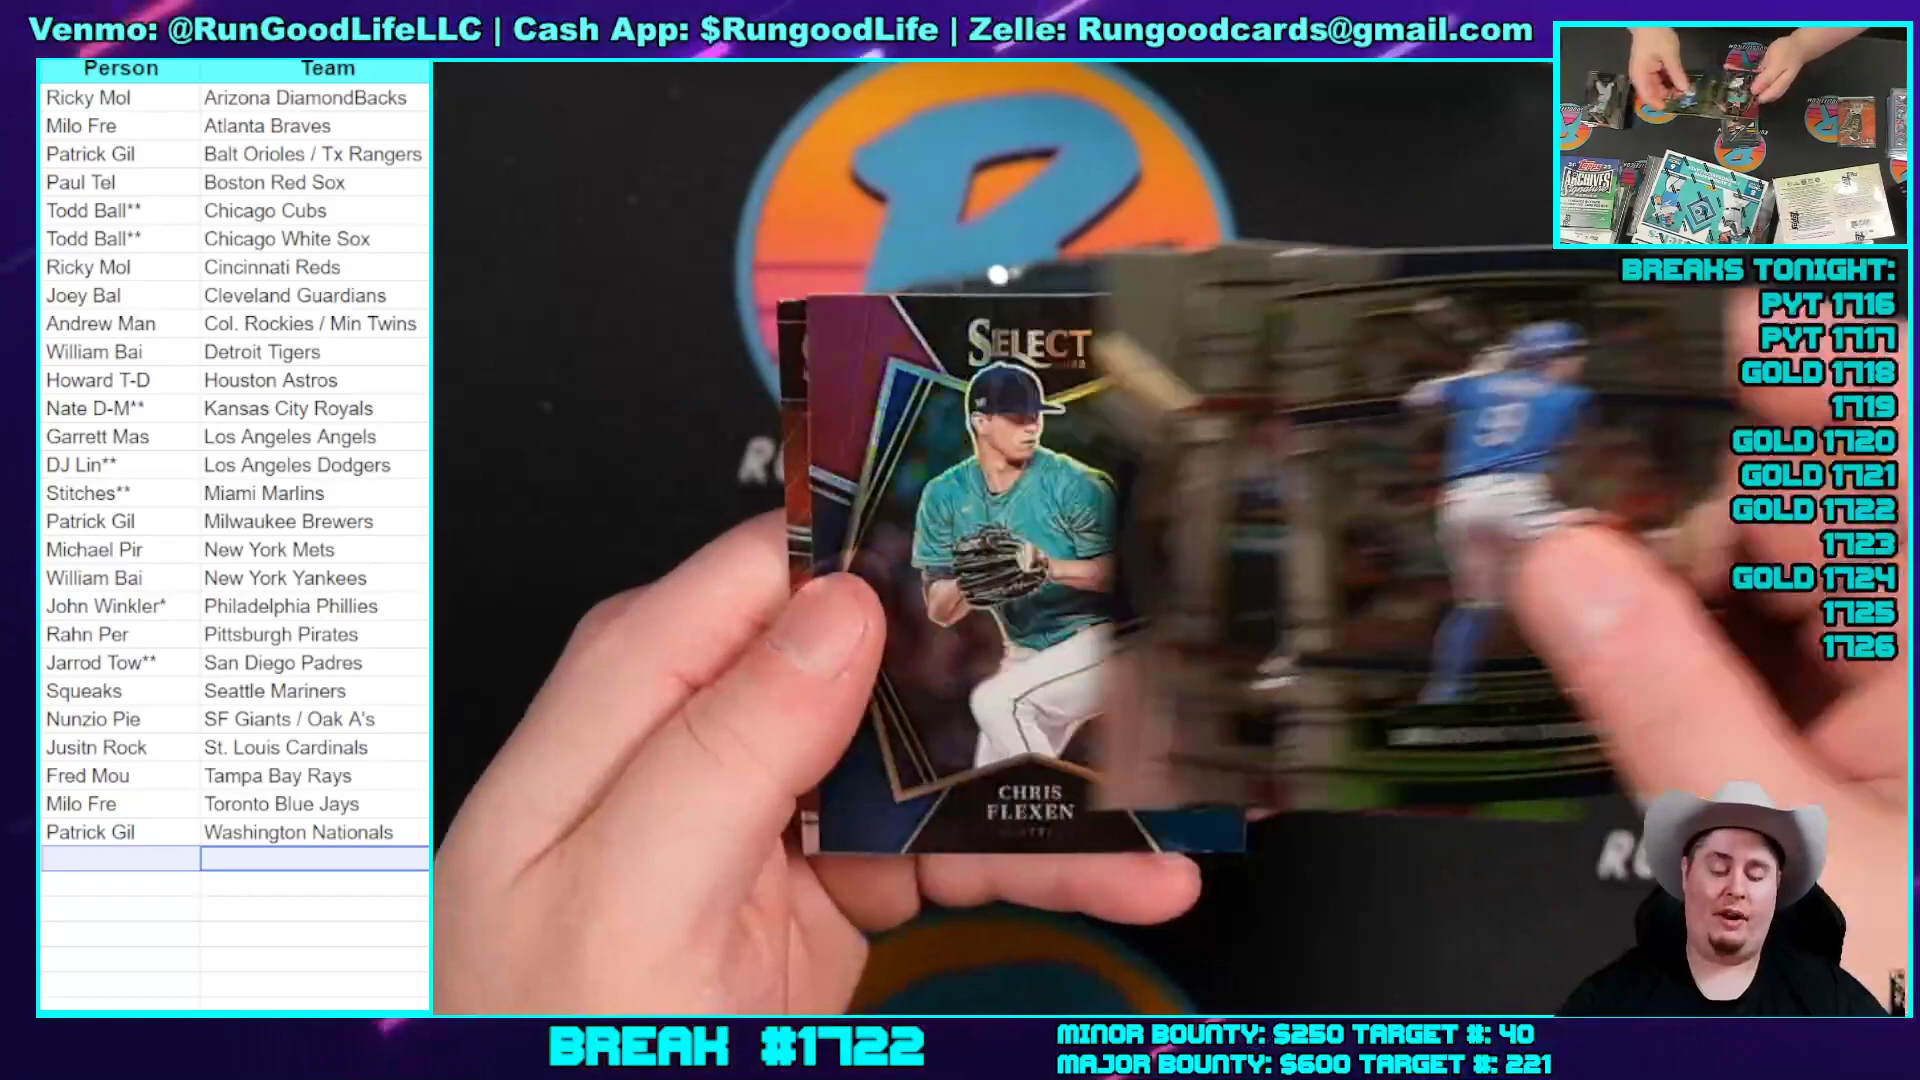 Venmo: @RunGoodLifeLLC | Cash App: $RungoodLife | Zelle: Rungoodcards@gmail.com
Person Team
Ricky Mol Arizona DiamondBacks
Milo Fre Atlanta Braves
Patrick Gil Balt Orioles / Tx Rangers
Paul Tel Boston Red Sox
Todd Ball** Chicago Cubs
Todd Ball** Chicago White Sox
Ricky Mol Cincinnati Reds
Joey Bal Cleveland Guardians
Andrew Man Col. Rockies / Min Twins
William Bai Detroit Tigers
Howard T-D Houston Astros
Nate D-M** Kansas City Royals
Garrett Mas Los Angeles Angels
DJ Lin** Los Angeles Dodgers
Stitches** Miami Marlins
Patrick Gil Milwaukee Brewers
Michael Pir New York Mets
William Bai New York Yankees
John Winkler* Philadelphia Phillies
Rahn Per Pittsburgh Pirates
Jarrod Tow** San Diego Padres
Squeaks Seattle Mariners
Nunzio Pie SF Giants / Oak A's
Jusitn Rock St. Louis Cardinals
Fred Mou Tampa Bay Rays
Milo Fre Toronto Blue Jays
Patrick Gil Washington Nationals
SELECT
CHRIS
FLEXEN
Topps
ARCHIVES
Signature
BREAKS TONIGHT:
PYT 1716
PYT 1717
GOLD 1718
1719
GOLD 1720
GOLD 1721
GOLD 1722
1723
GOLD 1724
1725
1726
BREAK #1722
MINOR BOUNTY: $250 TARGET #: 40
MAJOR BOUNTY: $600 TARGET #: 221